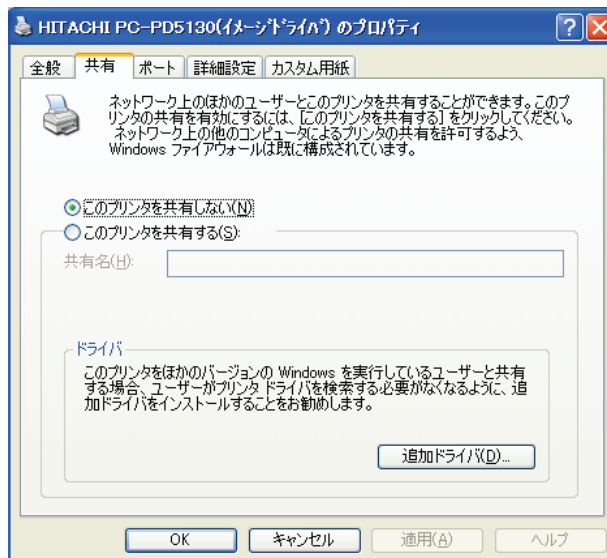 HITACHI PC-PD5130(イメージドライバ) のプロパティ
全般 共有 ポート 詳細設定 カスタム用紙
ネットワーク上のほかのユーザーとこのプリンタを共有することができます。このプ
リンタの共有を有効にするには、[このプリンタを共有する] をクリックしてください。
ネットワーク上の他のコンピュータによるプリンタの共有を許可するよう、
Windows ファイアウォールは既に構成されています。
このプリンタを共有しない(N)
このプリンタを共有する(S):
共有名(H):
ドライバ
このプリンタをほかのバージョンの Windows を実行しているユーザーと共有
する場合、ユーザーがプリンタ ドライバを検索する必要がなくなるように、追
加ドライバをインストールすることをお勧めします。
追加ドライバ(D)...
OK キャンセル 適用(A) ヘルプ